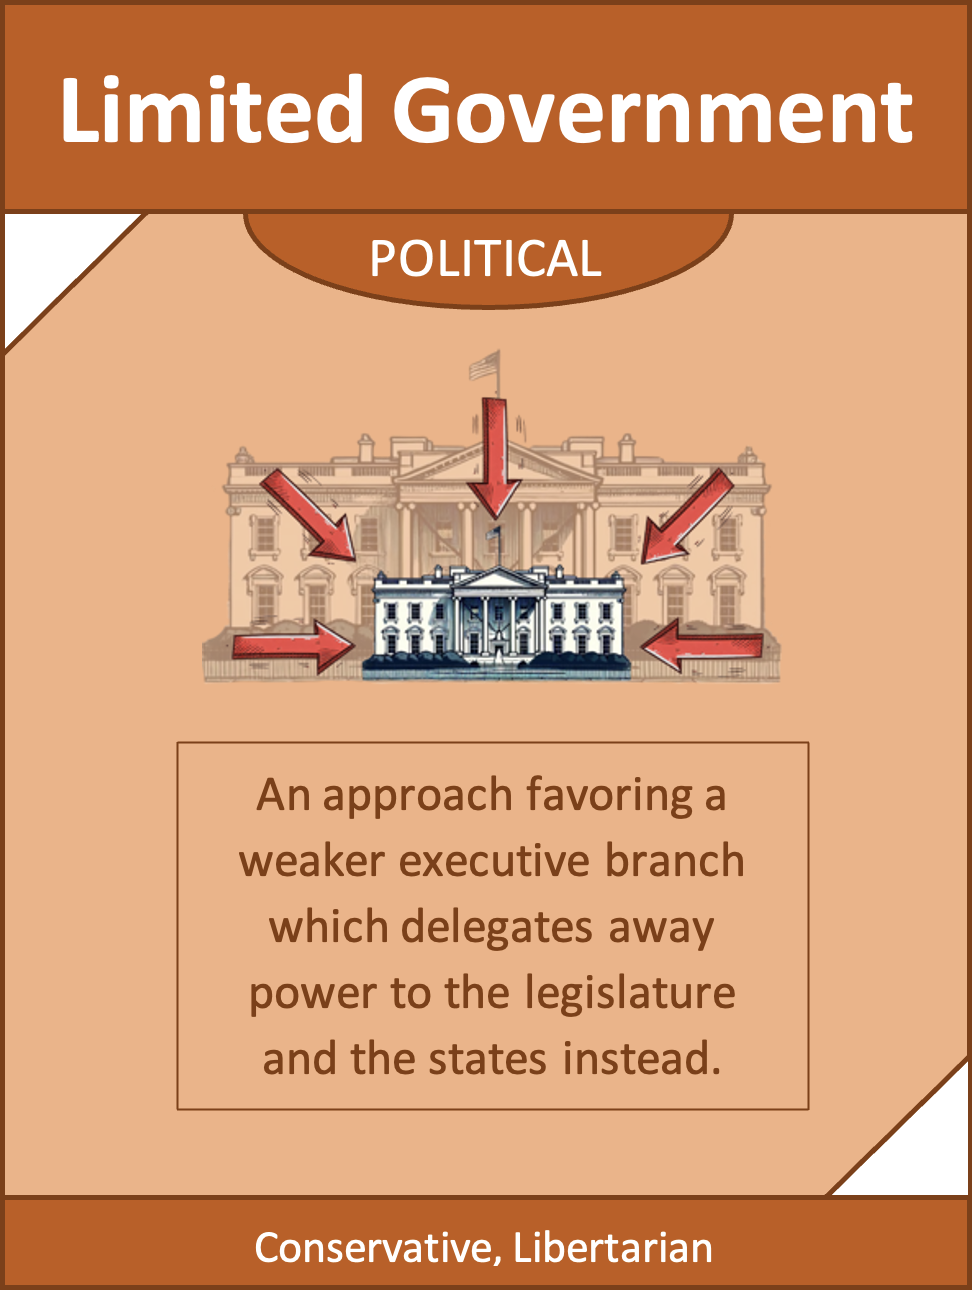 Limited Government
POLITICAL
An approach favoring a
weaker executive branch
which delegates away
power to the legislature
and the states instead.
Conservative, Libertarian